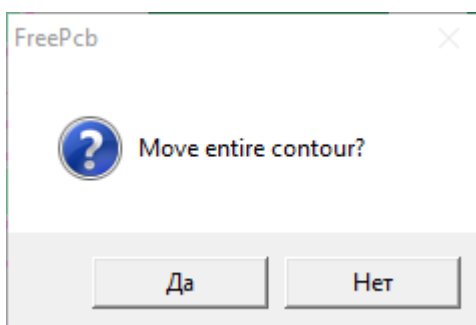 FreePcb
Move entire contour?
Да
Нет